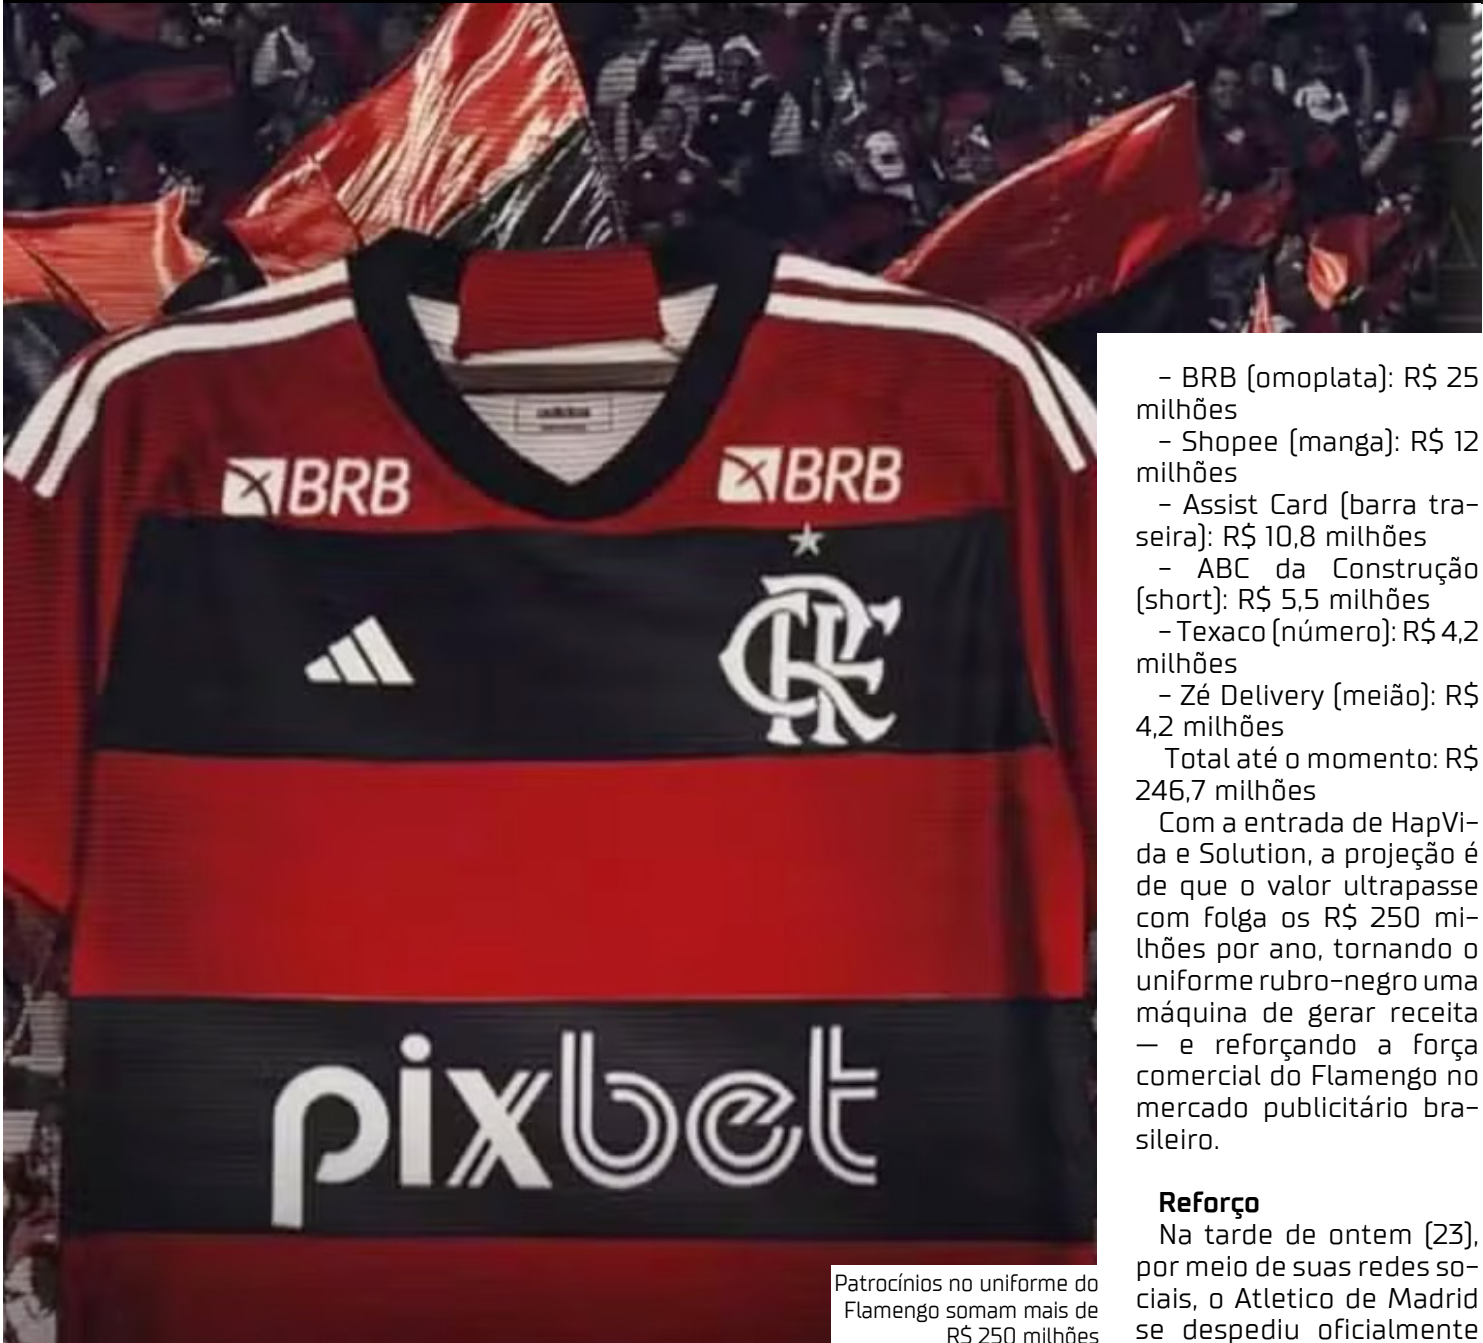 BRB
BRB
adidas
CRF
pixbet
Patrocínios no uniforme do
Flamengo somam mais de
R$ 250 milhões
- BRB (omoplata): R$ 25
milhões
- Shopee (manga): R$ 12
milhões
- Assist Card (barra tra-
seira): R$ 10,8 milhões
- ABC da Construção
(short): R$ 5,5 milhões
- Texaco (número): R$ 4,2
milhões
- Zé Delivery (meião): R$
4,2 milhões
Total até o momento: R$
246,7 milhões
Com a entrada de HapVi-
da e Solution, a projeção é
de que o valor ultrapasse
com folga os R$ 250 mi-
lhões por ano, tornando o
uniforme rubro-negro uma
máquina de gerar receita
— e reforçando a força
comercial do Flamengo no
mercado publicitário bra-
sileiro.
Reforço
Na tarde de ontem (23),
por meio de suas redes so-
ciais, o Atletico de Madrid
se despediu oficialmente